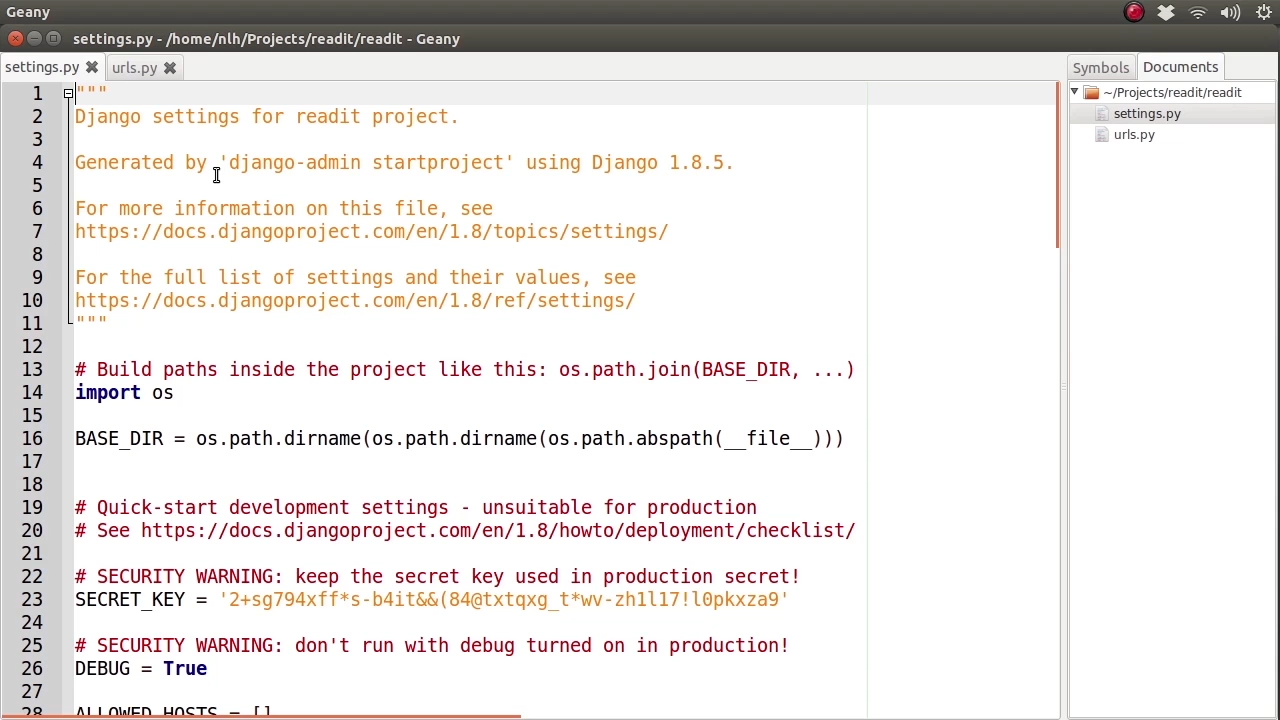 Geany
settings.py - /home/nlh/Projects/readit/readit - Geany
settings.py urls.py
Symbols Documents
~/Projects/readit/readit
settings.py
urls.py
1 """
2 Django settings for readit project.
3
4 Generated by 'django-admin startproject' using Django 1.8.5.
5
6 For more information on this file, see
7 https://docs.djangoproject.com/en/1.8/topics/settings/
8
9 For the full list of settings and their values, see
10 https://docs.djangoproject.com/en/1.8/ref/settings/
11 """
12
13 # Build paths inside the project like this: os.path.join(BASE_DIR, ...)
14 import os
15
16 BASE_DIR = os.path.dirname(os.path.dirname(os.path.abspath(__file__)))
17
18
19 # Quick-start development settings - unsuitable for production
20 # See https://docs.djangoproject.com/en/1.8/howto/deployment/checklist/
21
22 # SECURITY WARNING: keep the secret key used in production secret!
23 SECRET_KEY = '2+sg794xff*s-b4it&&(84@txtqxg_t*wv-zh1l17!l0pkxza9'
24
25 # SECURITY WARNING: don't run with debug turned on in production!
26 DEBUG = True
27
28 ALLOWED_HOSTS = []